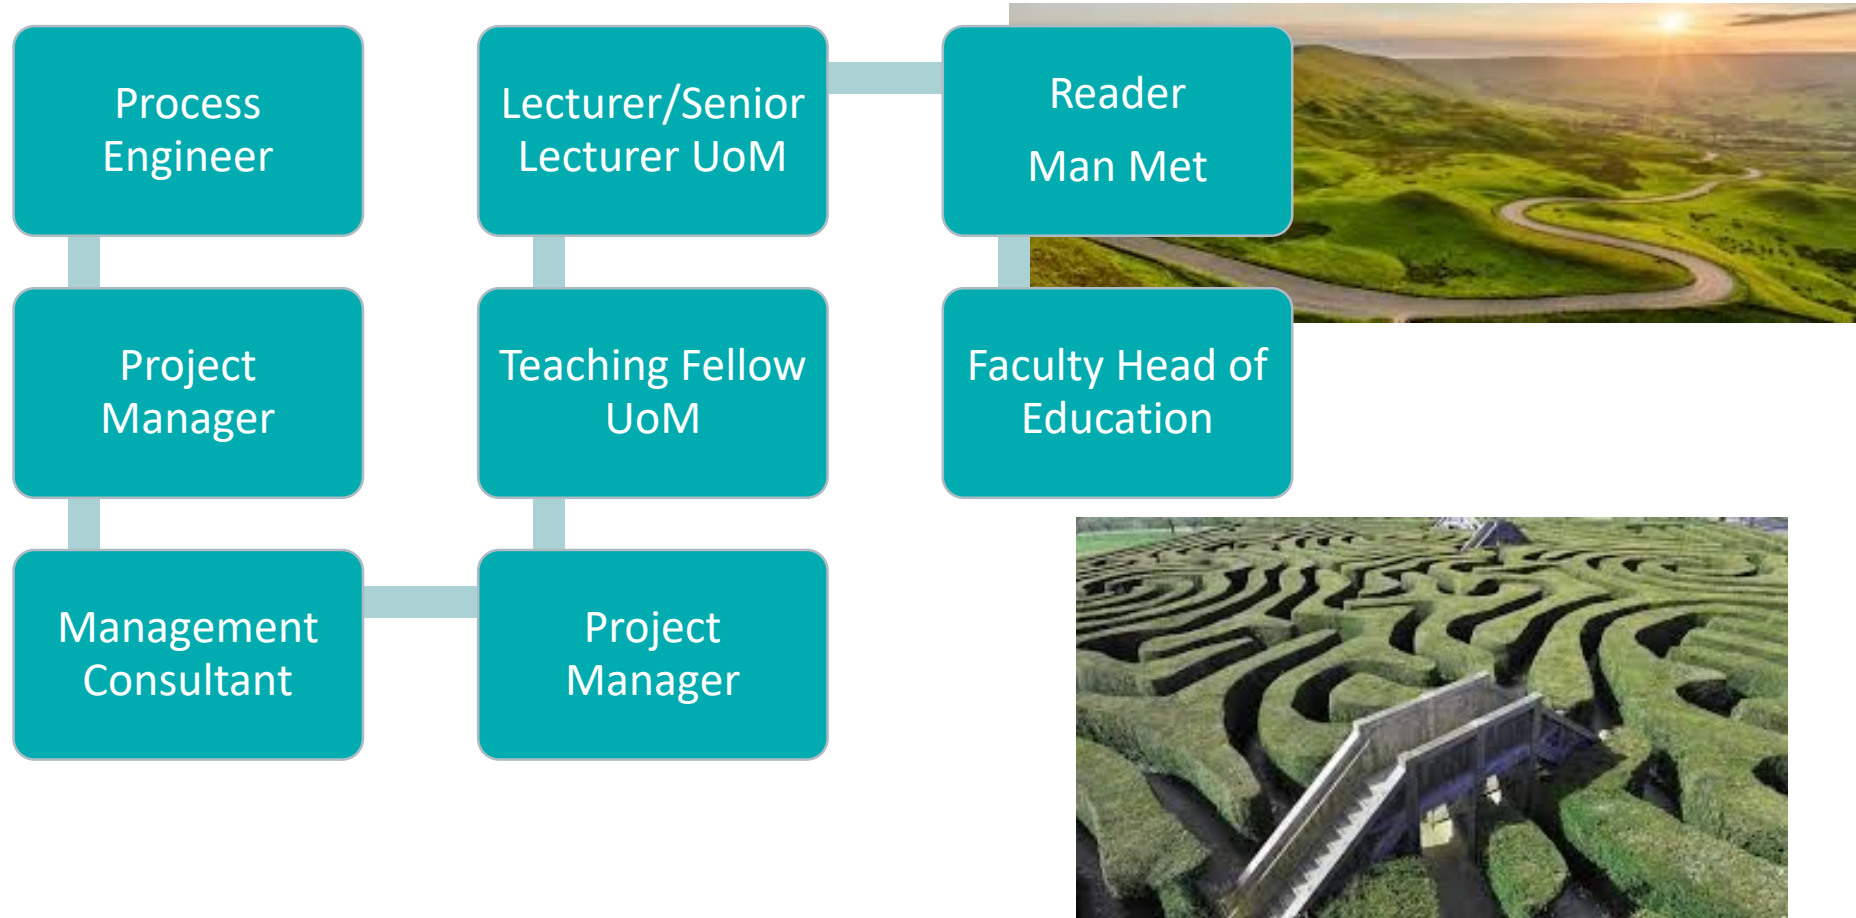 Process
Engineer
Project
Manager
Management
Consultant
Project
Manager
Teaching Fellow
UoM
Lecturer/Senior
Lecturer UoM
Reader
Man Met
Faculty Head of
Education